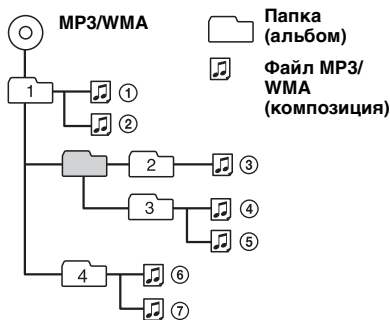 MP3/WMA
Папка
(альбом)
Файл MP3/
WMA
(композиция)
1
①
②
2
③
3
④
⑤
4
⑥
⑦